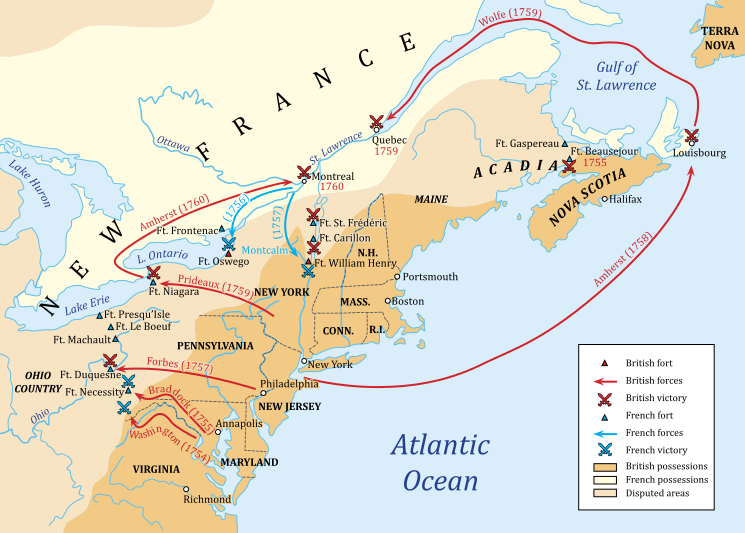 Wolfe (1759)
TERRA
NOVA
Gulf of
St. Lawrence
NEW FRANCE
Ottawa
St. Lawrence
Quebec
1759
Ft. Gaspereau
Ft. Beausejour
1755
ACADIA
Louisbourg
Lake Huron
Montreal
1760
NOVA SCOTIA
Halifax
MAINE
Amherst (1760)
(1756)
(1757)
Ft. St. Frédéric
Ft. Frontenac
Ft. Carillon
Montcalm
N.H.
L. Ontario
Ft. Oswego
Ft. William Henry
Amherst (1758)
Portsmouth
Prideaux (1759)
Ft. Niagara
NEW YORK
Lake Erie
MASS.
Boston
Ft. Presqu'Isle
Ft. Le Boeuf
CONN.
R.I.
Ft. Machault
PENNSYLVANIA
Forbes (1757)
New York
OHIO
COUNTRY
Ft. Duquesne
Ft. Necessity
Philadelphia
Braddock (1755)
NEW JERSEY
Ohio
Washington (1754)
Annapolis
MARYLAND
VIRGINIA
Richmond
Atlantic
Ocean
British fort
British forces
British victory
French fort
French forces
French victory
British possessions
French possessions
Disputed areas